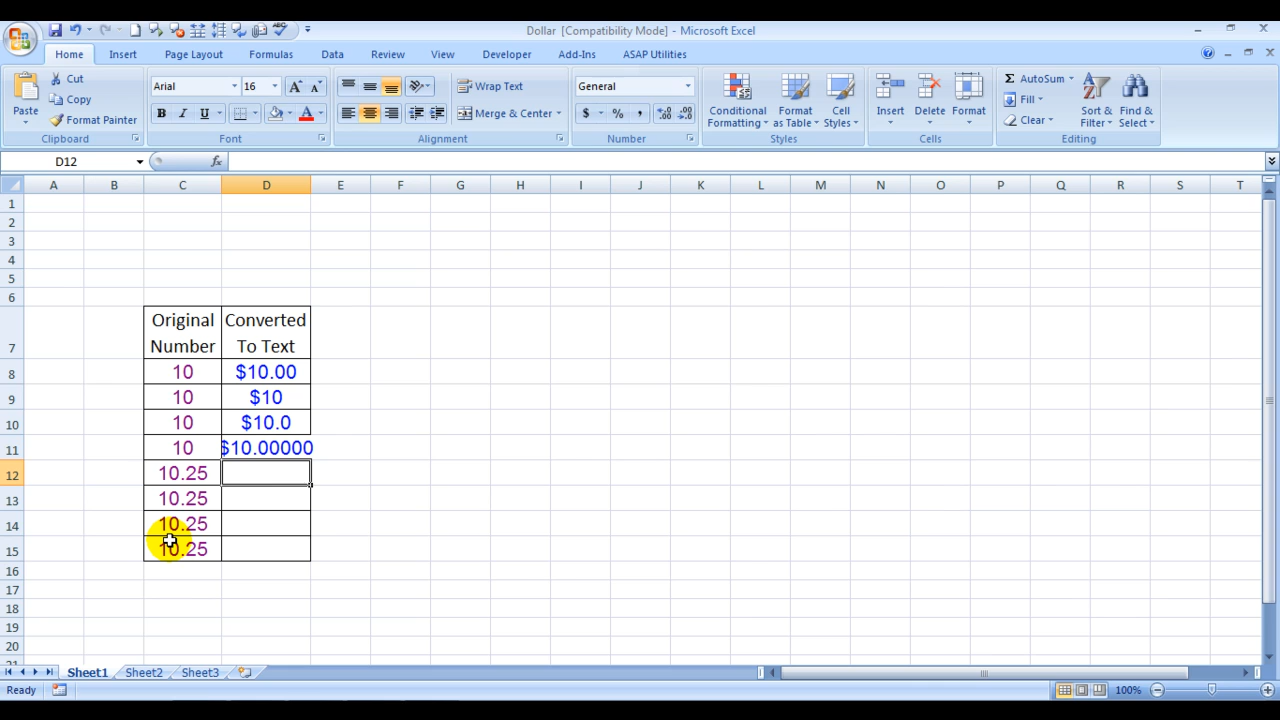 Dollar [Compatibility Mode] - Microsoft Excel
Home Insert Page Layout Formulas Data Review View Developer Add-Ins ASAP Utilities
Paste
Cut
Copy
Format Painter
Clipboard
Arial 16
B I U
Font
Wrap Text
Merge & Center
Alignment
General
$ % ,
Number
Conditional Formatting
Format as Table
Cell Styles
Styles
Insert Delete Format
Cells
AutoSum
Fill
Clear
Sort & Filter
Find & Select
Editing
D12 fx
A B C D E F G H I J K L M N O P Q R S T
1
2
3
4
5
6
7 Original Number Converted To Text
8 10 $10.00
9 10 $10
10 10 $10.0
11 10 $10.00000
12 10.25
13 10.25
14 10.25
15 10.25
16
17
18
19
20
21
Sheet1 Sheet2 Sheet3
Ready 100%